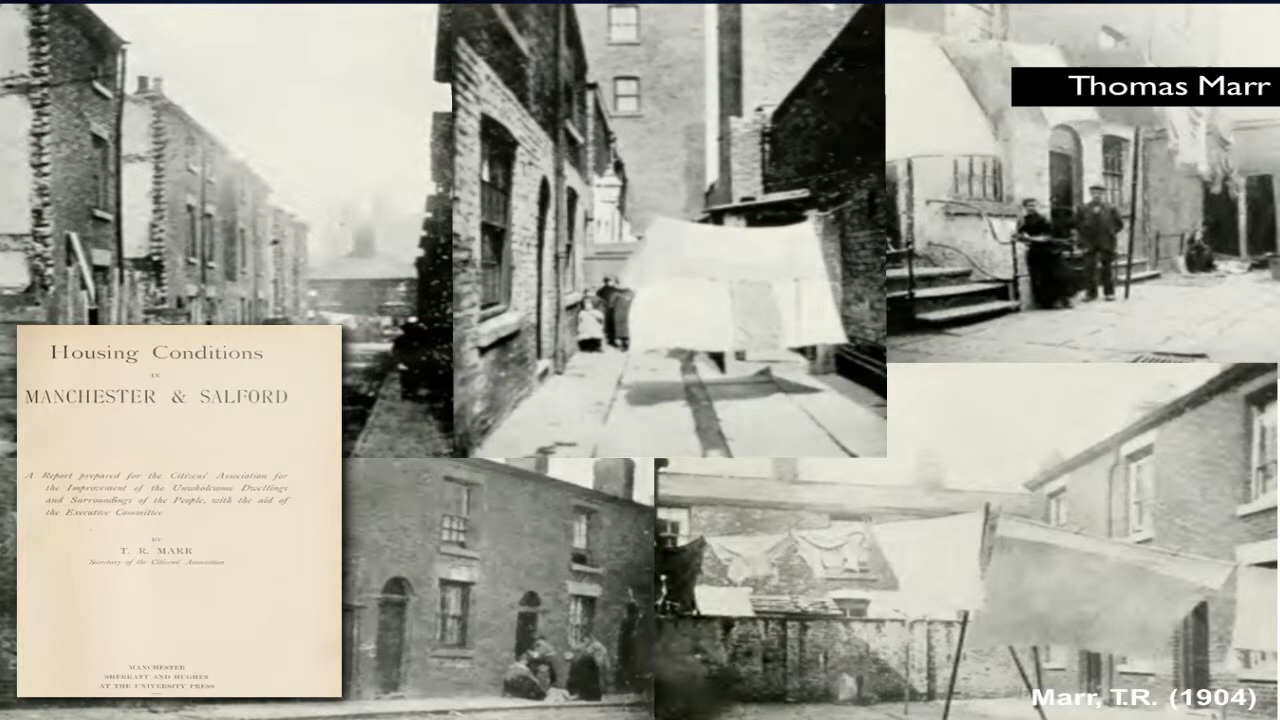 Thomas Marr
Housing Conditions
IN
MANCHESTER & SALFORD
A Report prepared for the Citizens' Association for
the Improvement of the Unwholesome Dwellings
and Surroundings of the People, with the aid of
the Executive Committee
BY
T. R. MARR
Secretary of the Citizens' Association
MANCHESTER
SHERRATT AND HUGHES
AT THE UNIVERSITY PRESS
Marr, T.R. (1904)